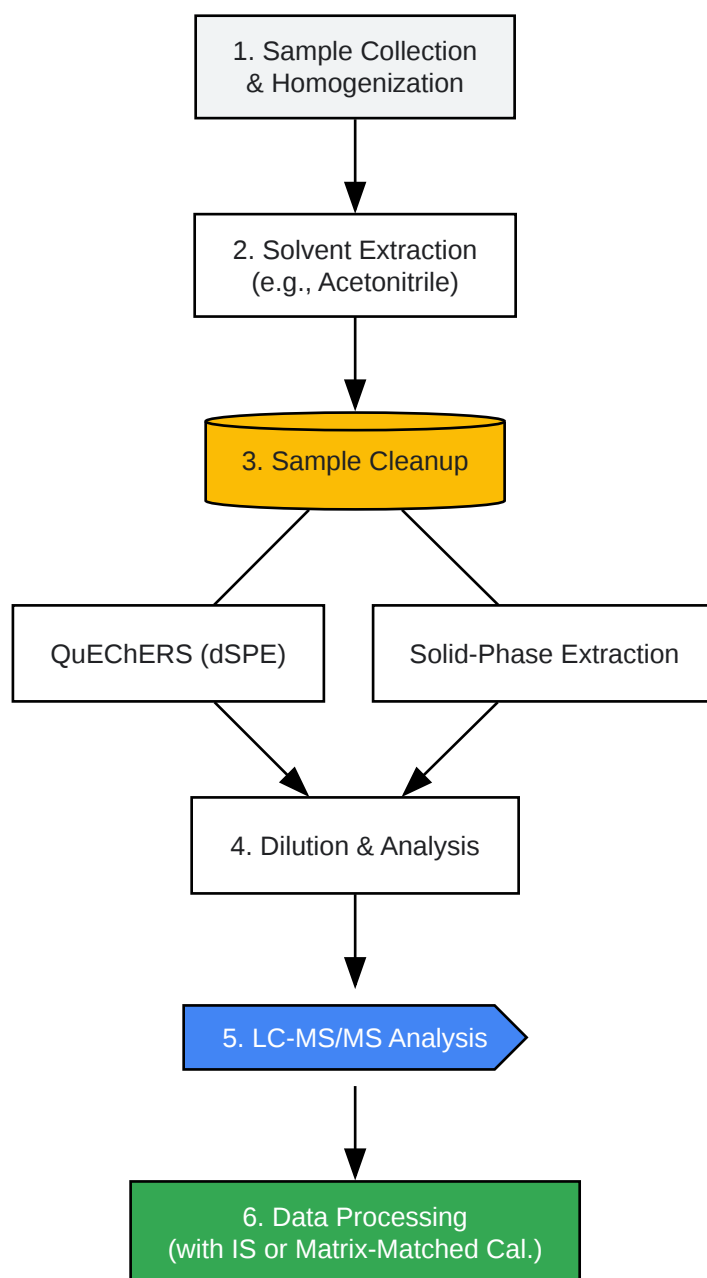 1. Sample Collection
& Homogenization
2. Solvent Extraction
(e.g., Acetonitrile)
3. Sample Cleanup
QuEChERS (dSPE)
Solid-Phase Extraction
4. Dilution & Analysis
5. LC-MS/MS Analysis
6. Data Processing
(with IS or Matrix-Matched Cal.)